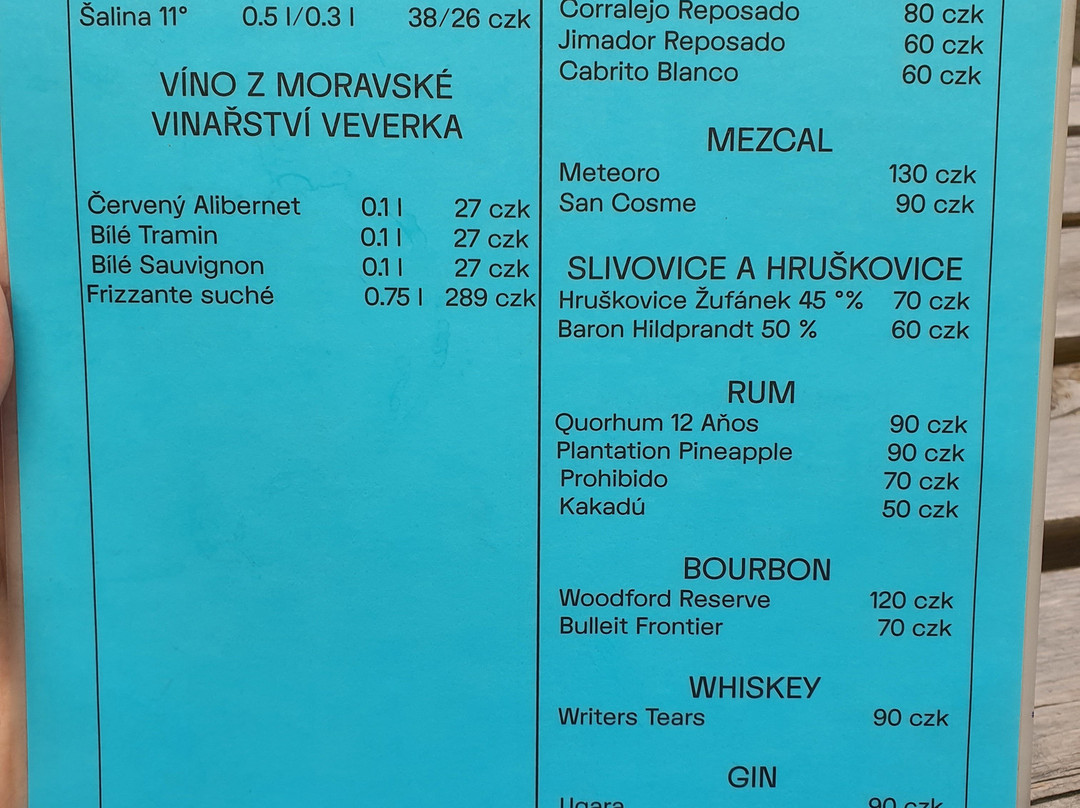 Šalina 11° 0.5 l/0.3 l 38/26 czk
VÍNO Z MORAVSKÉ
VINAŘSTVÍ VEVERKA
Červený Alibernet 0.1 l 27 czk
Bílé Tramin 0.1 l 27 czk
Bílé Sauvignon 0.1 l 27 czk
Frizzante suché 0.75 l 289 czk
Corralejo Reposado 80 czk
Jimador Reposado 60 czk
Cabrito Blanco 60 czk
MEZCAL
Meteoro 130 czk
San Cosme 90 czk
SLIVOVICE A HRUŠKOVICE
Hruškovice Žufánek 45 °% 70 czk
Baron Hildprandt 50 % 60 czk
RUM
Quorhum 12 Aňos 90 czk
Plantation Pineapple 90 czk
Prohibido 70 czk
Kakadú 50 czk
BOURBON
Woodford Reserve 120 czk
Bulleit Frontier 70 czk
WHISKEY
Writers Tears 90 czk
GIN
Ugara 90 czk